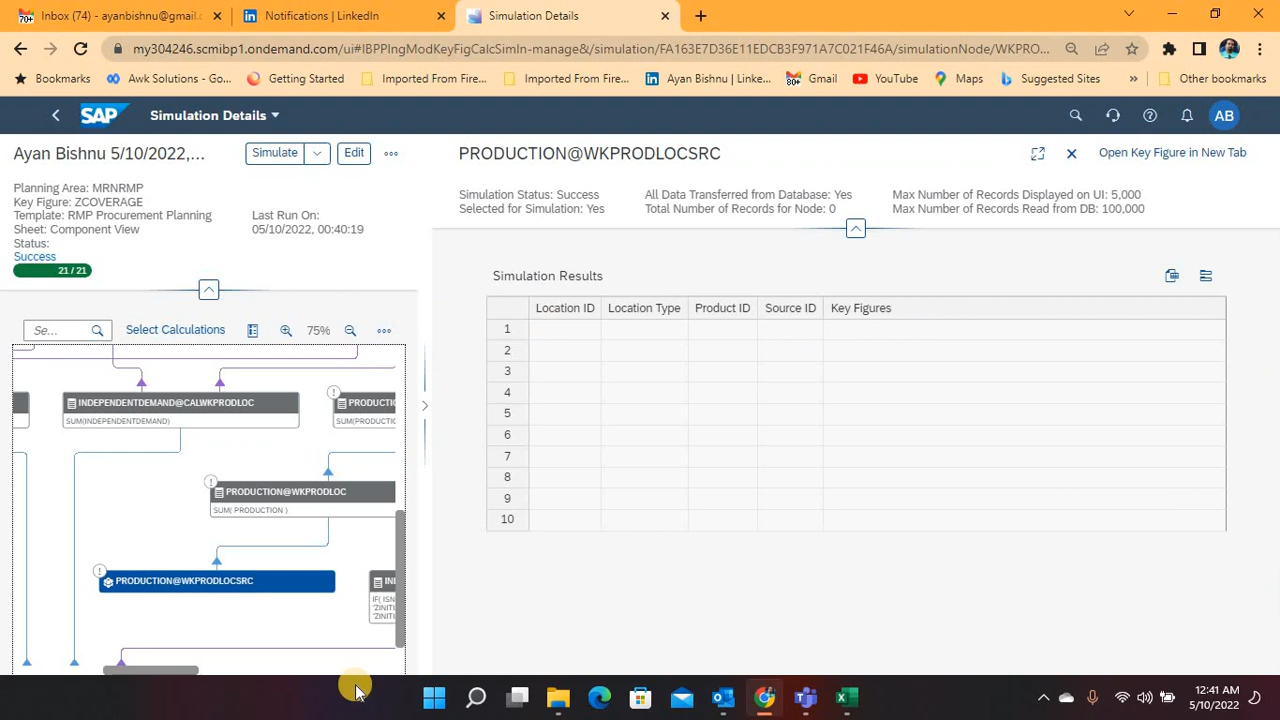 Inbox (74) - ayanbishnu@gmail.c
Notifications | LinkedIn
Simulation Details
my304246.scmibp1.ondemand.com/ui#IBPPlngModKeyFigCalcSimIn-manage&/simulation/FA163E7D36E11EDCB3F971A7C021F46A/simulationNode/WKPRO...
Bookmarks
Awk Solutions - Go...
Getting Started
Imported From Fire...
Imported From Fire...
Ayan Bishnu | Linke...
Gmail
YouTube
Maps
Suggested Sites
»
Other bookmarks
SAP
Simulation Details
AB
Ayan Bishnu 5/10/2022,...
Simulate
Edit
PRODUCTION@WKPRODLOCSRC
Open Key Figure in New Tab
Planning Area: MRNRMP
Key Figure: ZCOVERAGE
Template: RMP Procurement Planning
Sheet: Component View
Status:
Success
21 / 21
Last Run On:
05/10/2022, 00:40:19
Simulation Status: Success
Selected for Simulation: Yes
All Data Transferred from Database: Yes
Total Number of Records for Node: 0
Max Number of Records Displayed on UI: 5,000
Max Number of Records Read from DB: 100,000
Se...
Select Calculations
75%
INDEPENDENTDEMAND@CALWKPRODLOC
SUM(INDEPENDENTDEMAND)
PRODUCTI
SUM(PRODUCTIO
PRODUCTION@WKPRODLOC
SUM( PRODUCTION )
PRODUCTION@WKPRODLOCSRC
IF( ISN
'ZINITI
'ZINITI
Simulation Results
Location ID Location Type Product ID Source ID Key Figures
1
2
3
4
5
6
7
8
9
10
12:41 AM
5/10/2022